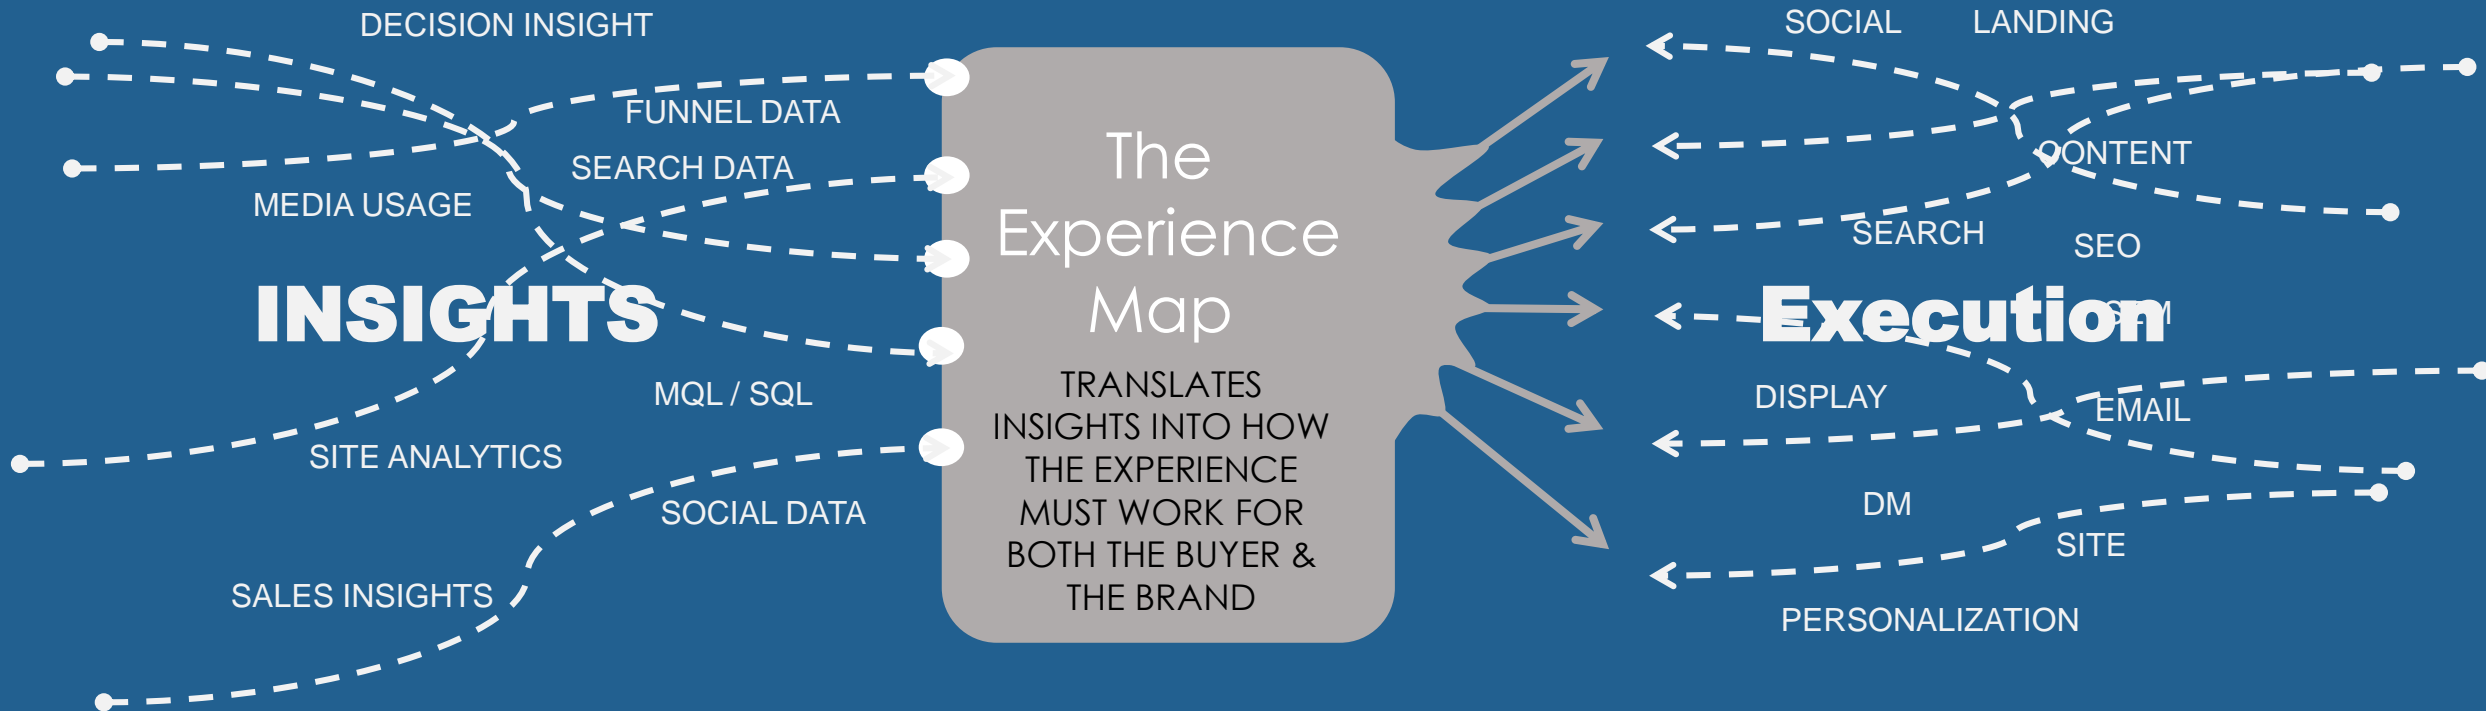 DECISION INSIGHT
FUNNEL DATA
SEARCH DATA
MEDIA USAGE
INSIGHTS
MQL / SQL
SITE ANALYTICS
SOCIAL DATA
SALES INSIGHTS
The
Experience
Map
TRANSLATES
INSIGHTS INTO HOW
THE EXPERIENCE
MUST WORK FOR
BOTH THE BUYER &
THE BRAND
SOCIAL LANDING
CONTENT
SEARCH
SEO
SEM
Execution
DISPLAY
EMAIL
DM
SITE
PERSONALIZATION